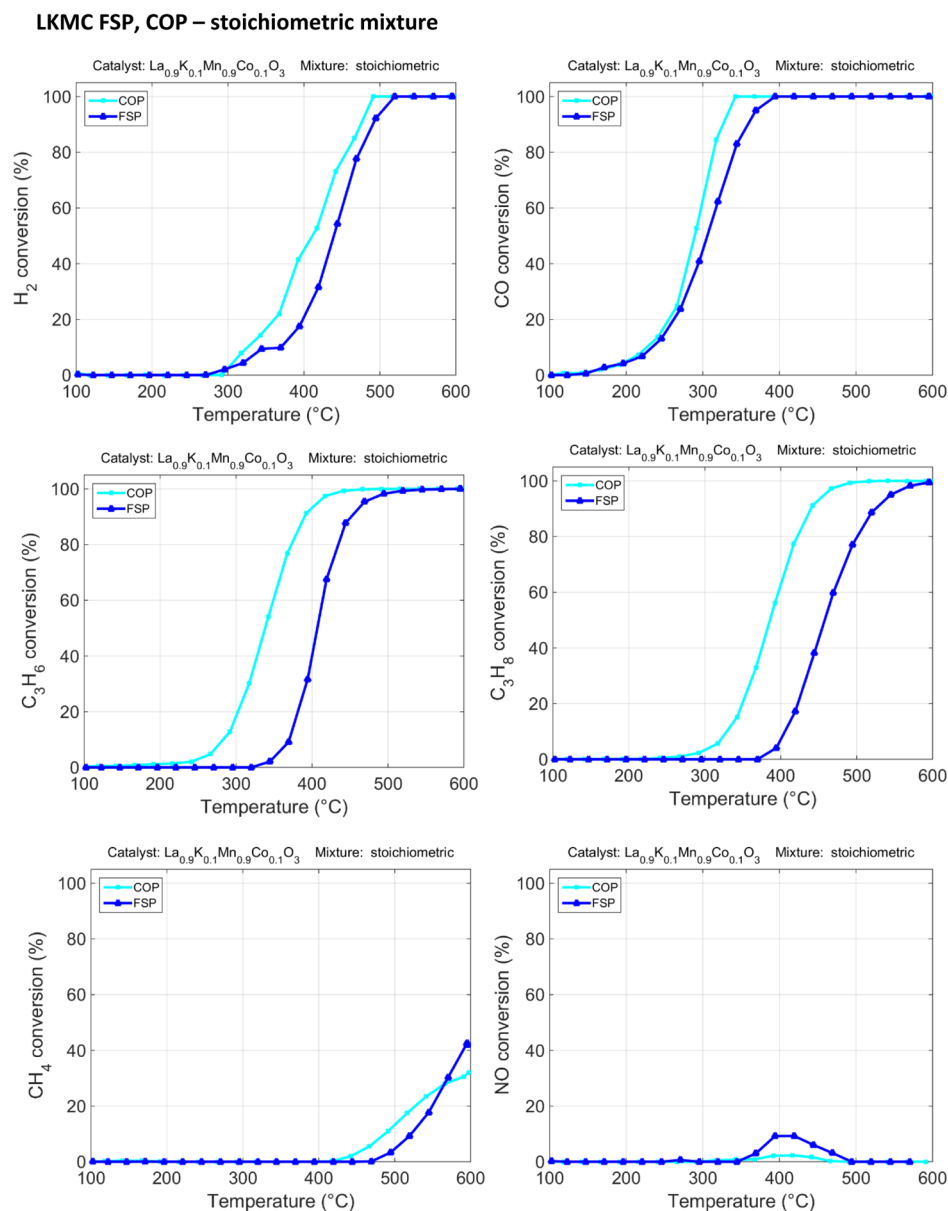 LKMC FSP, COP – stoichiometric mixture
Catalyst: La0.9K0.1Mn0.9Co0.1O3 Mixture: stoichiometric
COP
FSP
H2 conversion (%)
100
80
60
40
20
0
100 200 300 400 500 600
Temperature (°C)
Catalyst: La0.9K0.1Mn0.9Co0.1O3 Mixture: stoichiometric
COP
FSP
CO conversion (%)
100
80
60
40
20
0
100 200 300 400 500 600
Temperature (°C)
Catalyst: La0.9K0.1Mn0.9Co0.1O3 Mixture: stoichiometric
COP
FSP
C3H6 conversion (%)
100
80
60
40
20
0
100 200 300 400 500 600
Temperature (°C)
Catalyst: La0.9K0.1Mn0.9Co0.1O3 Mixture: stoichiometric
COP
FSP
C3H8 conversion (%)
100
80
60
40
20
0
100 200 300 400 500 600
Temperature (°C)
Catalyst: La0.9K0.1Mn0.9Co0.1O3 Mixture: stoichiometric
COP
FSP
CH4 conversion (%)
100
80
60
40
20
0
100 200 300 400 500 600
Temperature (°C)
Catalyst: La0.9K0.1Mn0.9Co0.1O3 Mixture: stoichiometric
COP
FSP
NO conversion (%)
100
80
60
40
20
0
100 200 300 400 500 600
Temperature (°C)